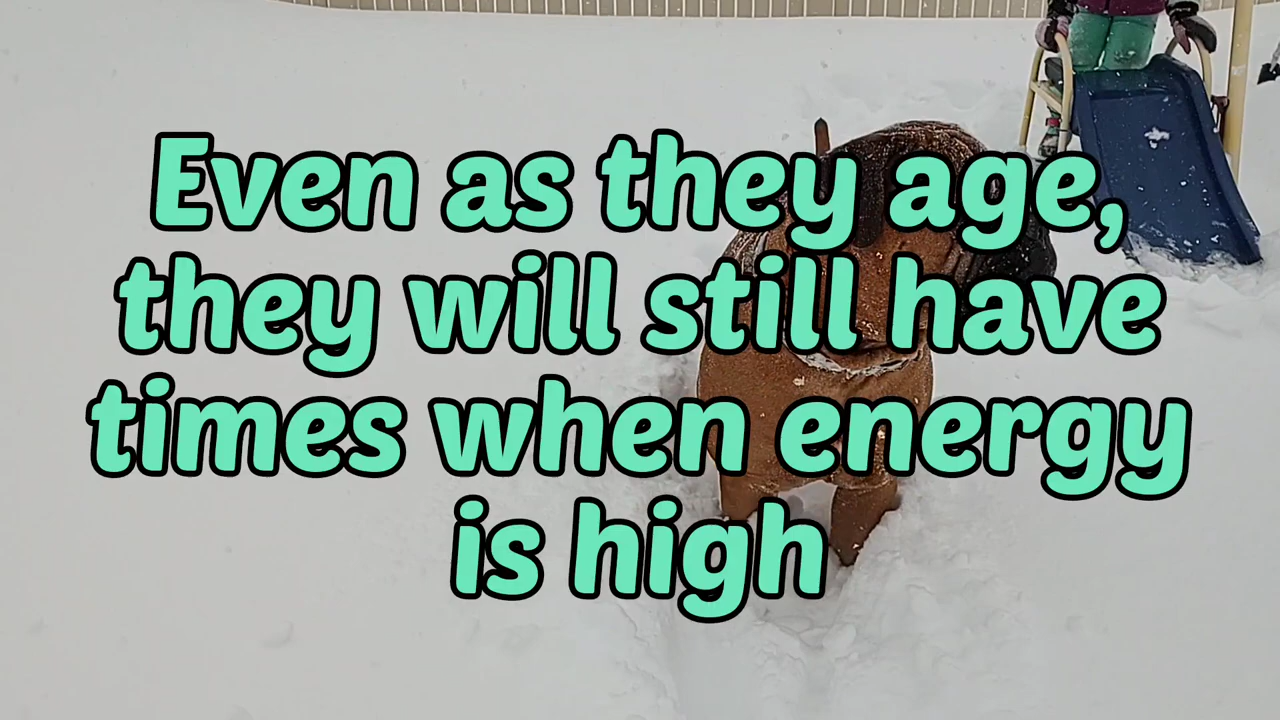 Even as they age,
they will still have
times when energy
is high